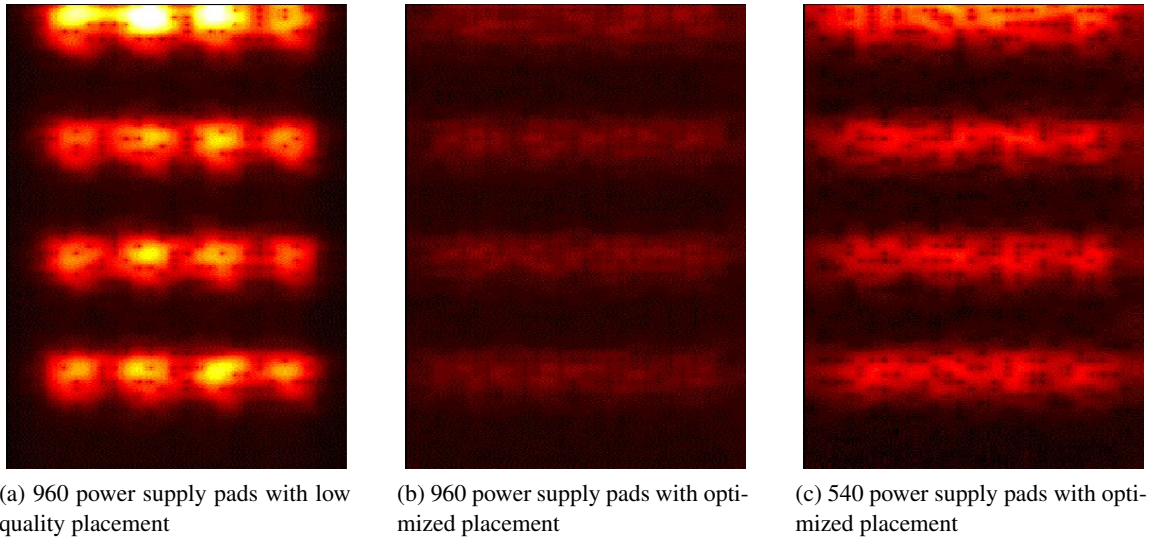 (a) 960 power supply pads with low
quality placement
(b) 960 power supply pads with opti-
mized placement
(c) 540 power supply pads with opti-
mized placement